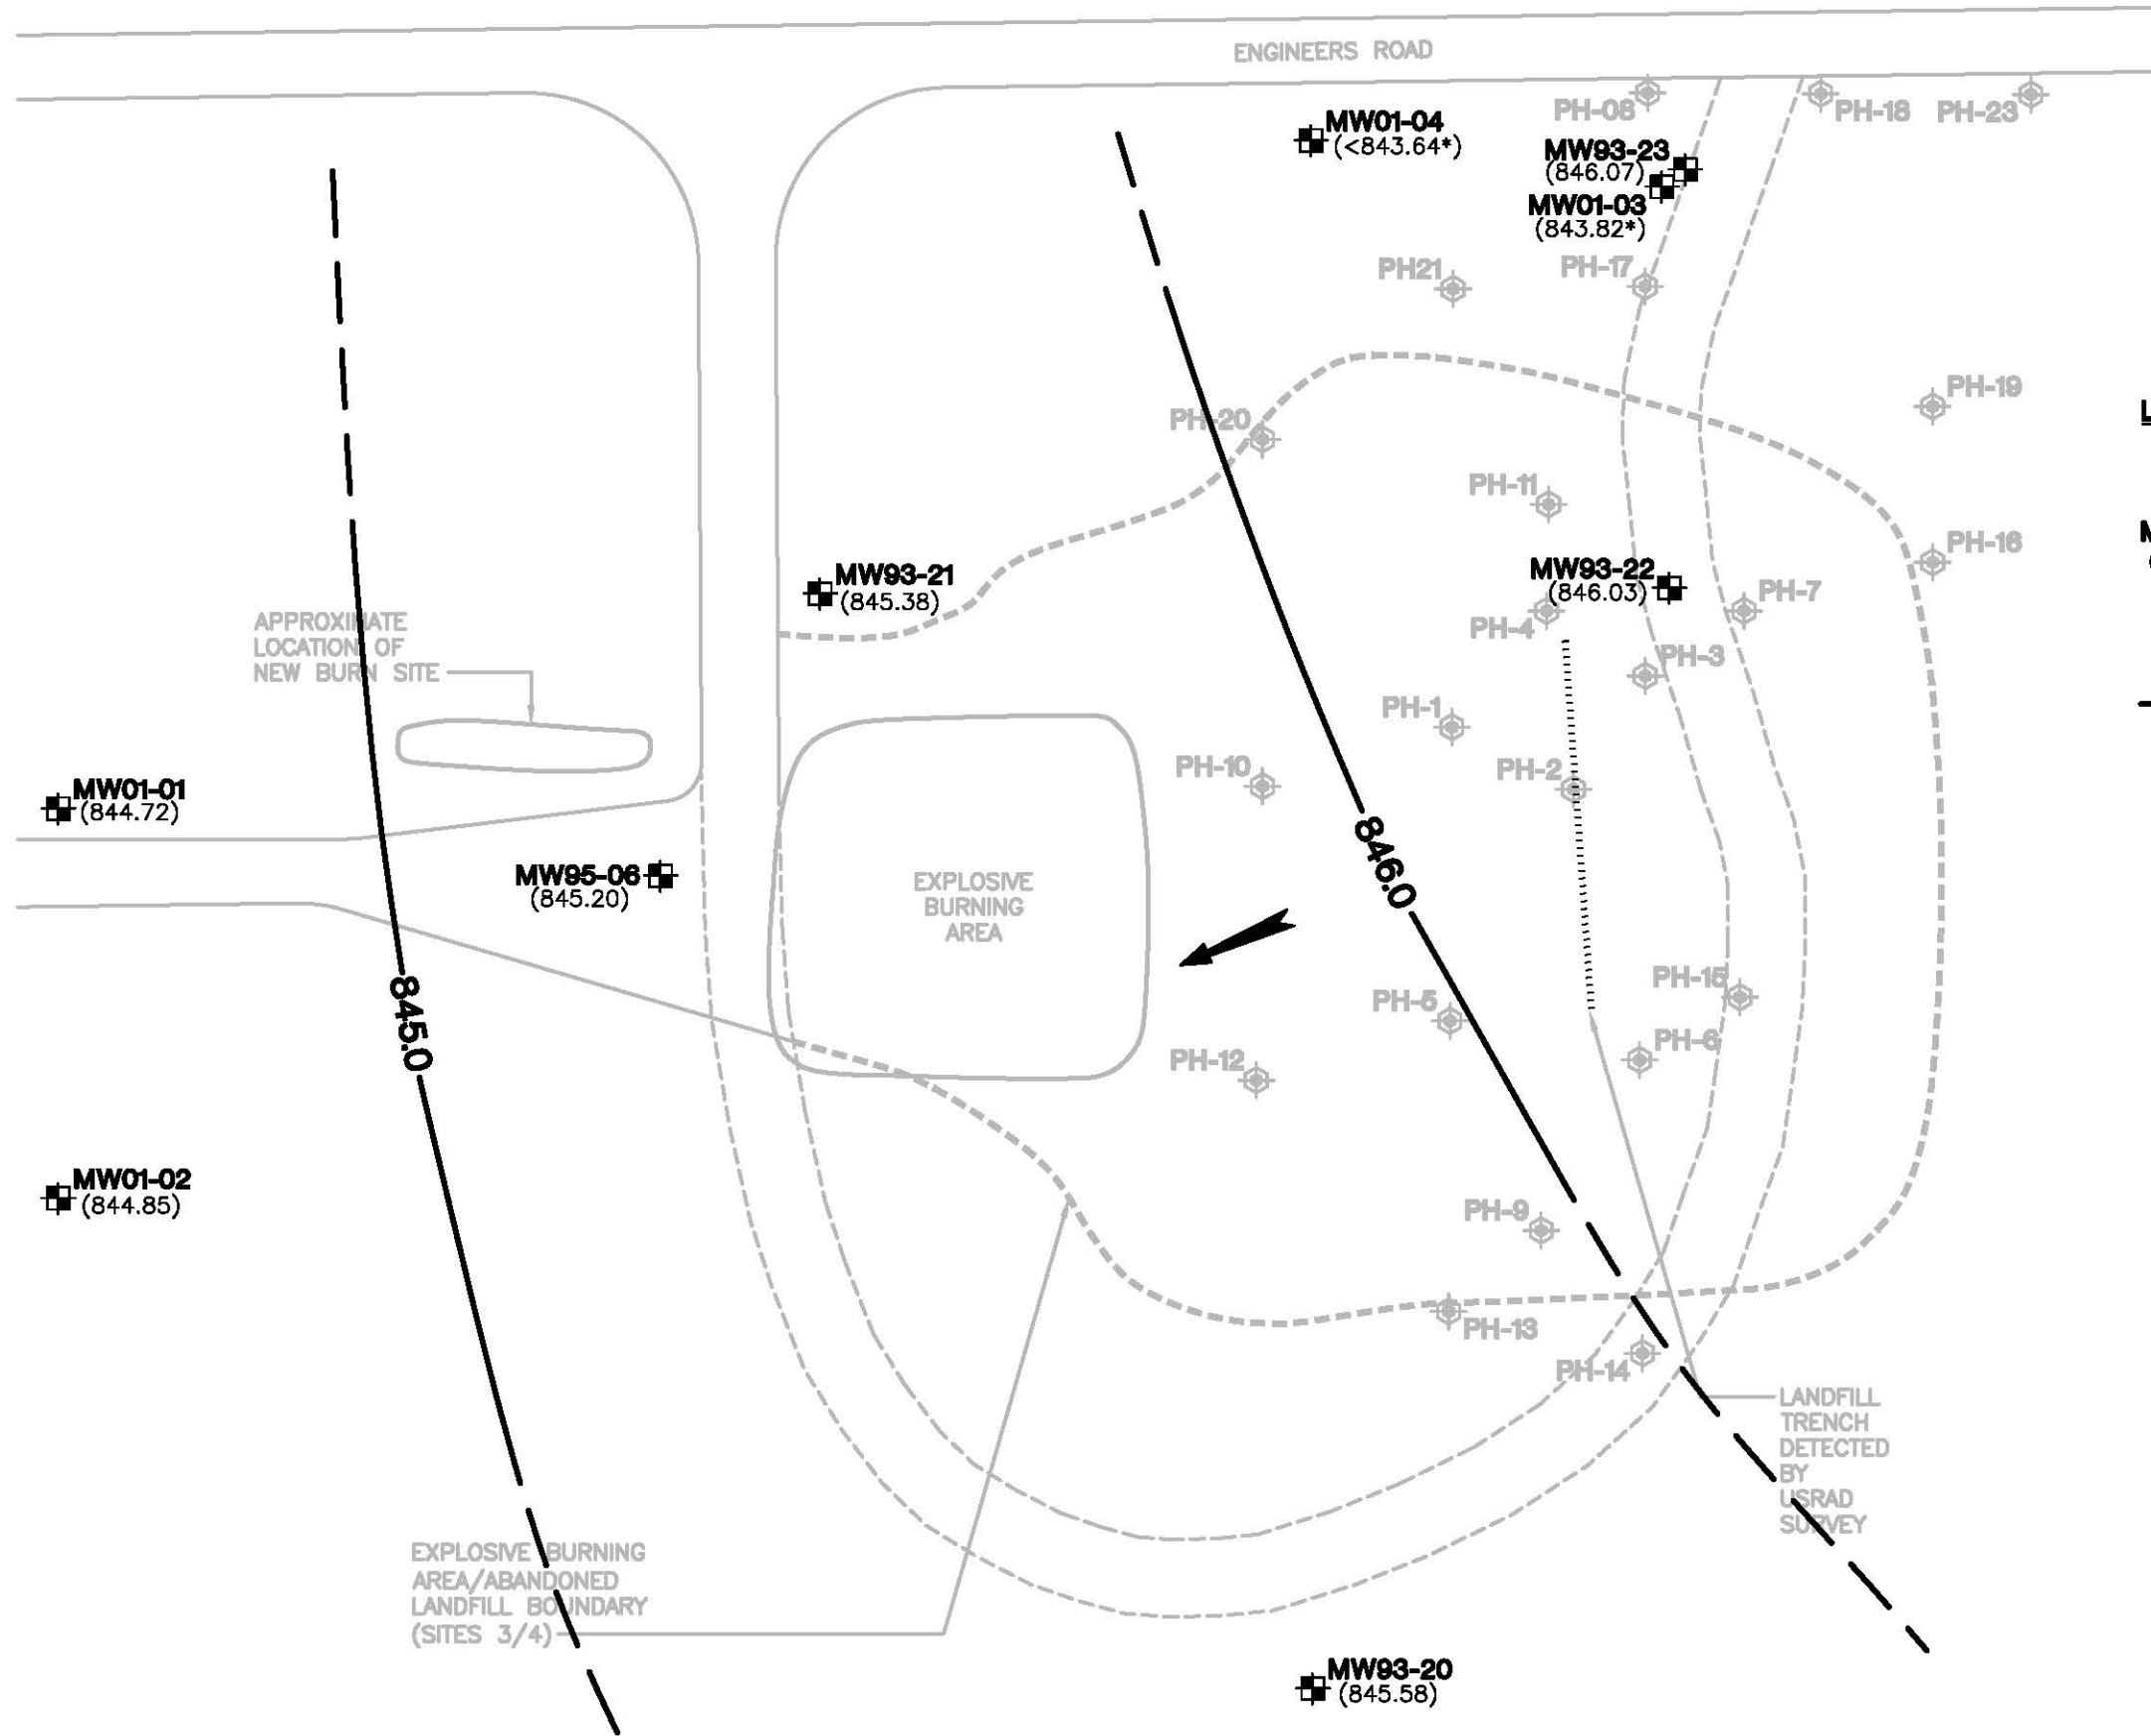 ENGINEERS ROAD
PH-08
PH-18
PH-23
MW01-04
(<843.64*)
MW93-23
(846.07)
MW01-03
(843.82*)
PH21
PH-17
PH-19
PH-20
PH-11
PH-16
MW93-21
(845.38)
MW93-22
(846.03)
PH-7
PH-4
PH-3
APPROXIMATE
LOCATION OF
NEW BURN SITE
PH-1
PH-10
PH-2
MW01-01
(844.72)
846.0
MW95-06
(845.20)
EXPLOSIVE
BURNING
AREA
845.0
PH-5
PH-15
PH-6
PH-12
MW01-02
(844.85)
PH-9
PH-13
PH-14
LANDFILL
TRENCH
DETECTED
BY
USRAD
SURVEY
EXPLOSIVE BURNING
AREA/ABANDONED
LANDFILL BOUNDARY
(SITES 3/4)
MW93-20
(845.58)